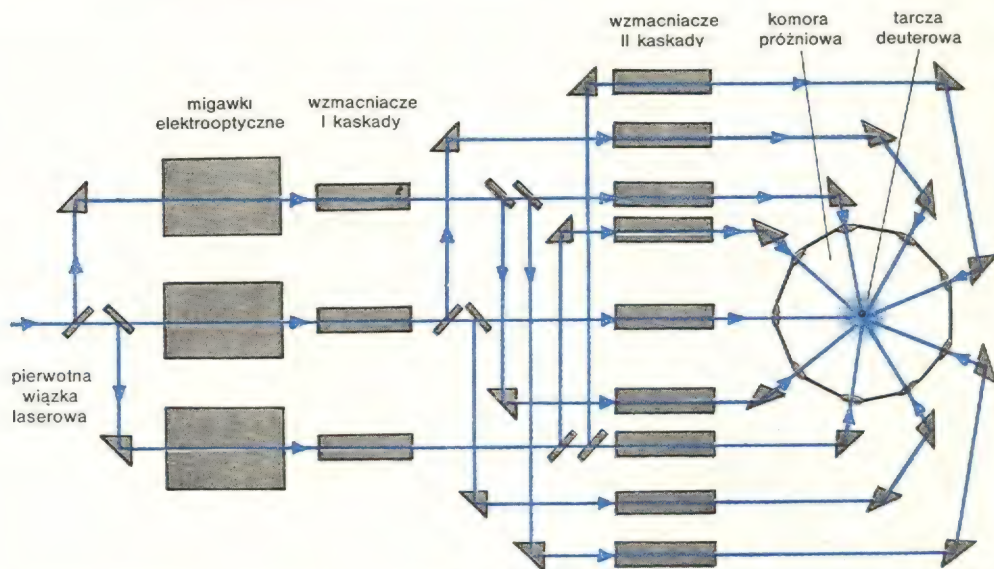 wzmacniacze
II kaskady
komora
próżniowa
tarcza
deuterowa
migawki
elektrooptyczne
wzmacniacze
I kaskady
pierwotna
wiązka
laserowa